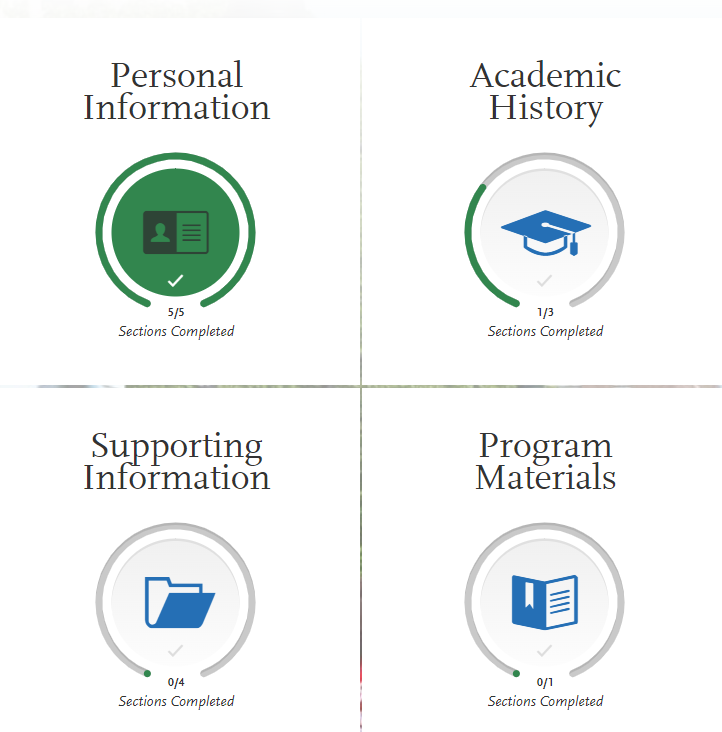 Personal
Information
5/5
Sections Completed
Academic
History
1/3
Sections Completed
Supporting
Information
0/4
Sections Completed
Program
Materials
0/1
Sections Completed